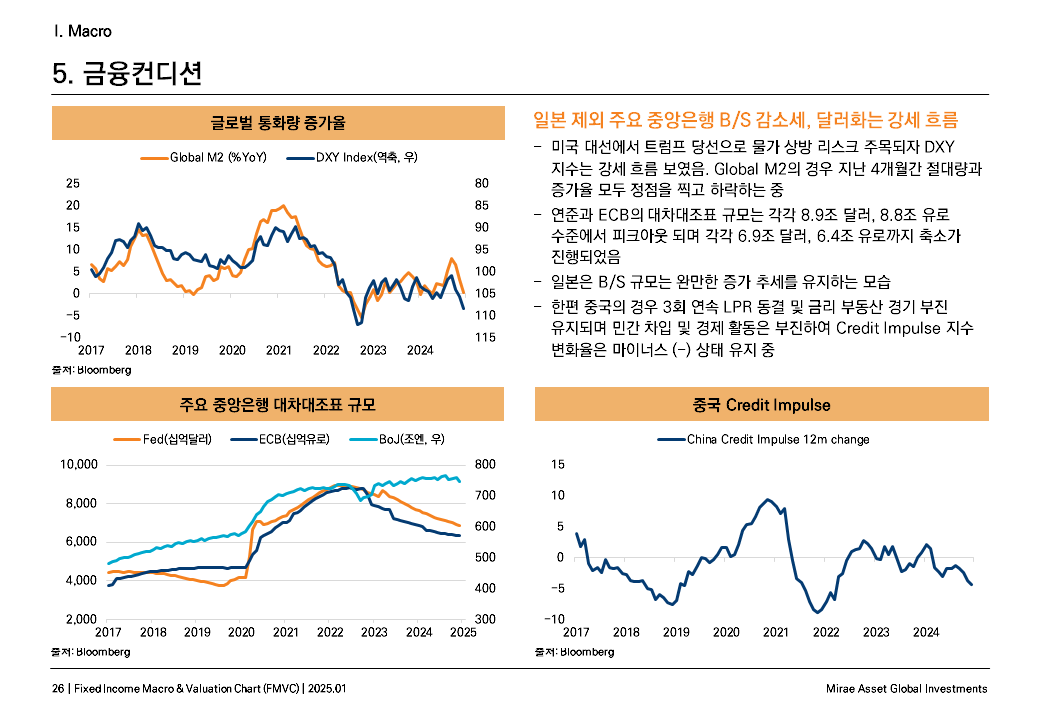 I. Macro
5. 금융컨디션
글로벌 통화량 증가율
Global M2 (%YoY)
DXY Index(역축, 우)
25
20
15
10
5
0
−5
−10
80
85
90
95
100
105
110
115
2017
2018
2019
2020
2021
2022
2023
2024
출저: Bloomberg
일본 제외 주요 중앙은행 B/S 감소세, 달러화는 강세 흐름
− 미국 대선에서 트럼프 당선으로 물가 상방 리스크 주목되자 DXY
지수는 강세 흐름 보였음. Global M2의 경우 지난 4개월간 절대량과
증가율 모두 정점을 찍고 하락하는 중
− 연준과 ECB의 대차대조표 규모는 각각 8.9조 달러, 8.8조 유로
수준에서 피크아웃 되며 각각 6.9조 달러, 6.4조 유로까지 축소가
진행되었음
− 일본은 B/S 규모는 완만한 증가 추세를 유지하는 모습
− 한편 중국의 경우 3회 연속 LPR 동결 및 금리 부동산 경기 부진
유지되며 민간 차입 및 경제 활동은 부진하여 Credit Impulse 지수
변화율은 마이너스 (−) 상태 유지 중
주요 중앙은행 대차대조표 규모
Fed(십억달러)
ECB(십억유로)
BoJ(조엔, 우)
10,000
8,000
6,000
4,000
2,000
800
700
600
500
400
300
2017
2018
2019
2020
2021
2022
2023
2024
2025
출저: Bloomberg
중국 Credit Impulse
China Credit Impulse 12m change
15
10
5
0
−5
−10
2017
2018
2019
2020
2021
2022
2023
2024
출저: Bloomberg
26 | Fixed Income Macro & Valuation Chart (FMVC) | 2025.01
Mirae Asset Global Investments